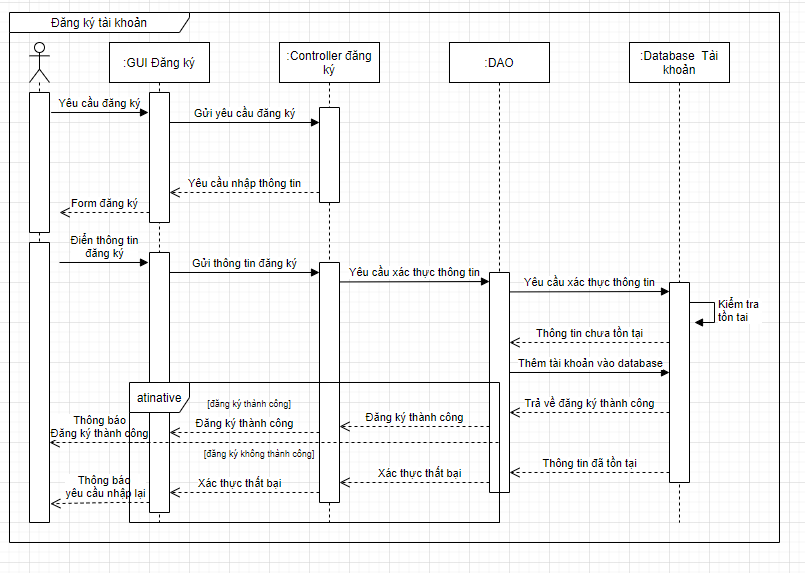 Đăng ký tài khoản
:GUI Đăng ký
:Controller đăng
ký
:DAO
:Database Tài
khoản
Yêu cầu đăng ký
Gửi yêu cầu đăng ký
Yêu cầu nhập thông tin
Form đăng ký
Điển thông tin
đăng ký
Gửi thông tin đăng ký
Yêu cầu xác thực thông tin
Yêu cầu xác thực thông tin
Kiểm tra
tồn tai
Thông tin chưa tồn tại
Thêm tài khoản vào database
atinative
[đăng ký thành công]
Trả về đăng ký thành công
Đăng ký thành công
Đăng ký thành công
Thông báo
Đăng ký thành công
[đăng ký không thành công]
Thông tin đã tồn tại
Xác thực thất bại
Xác thực thất bại
Thông báo
yêu cầu nhập lại